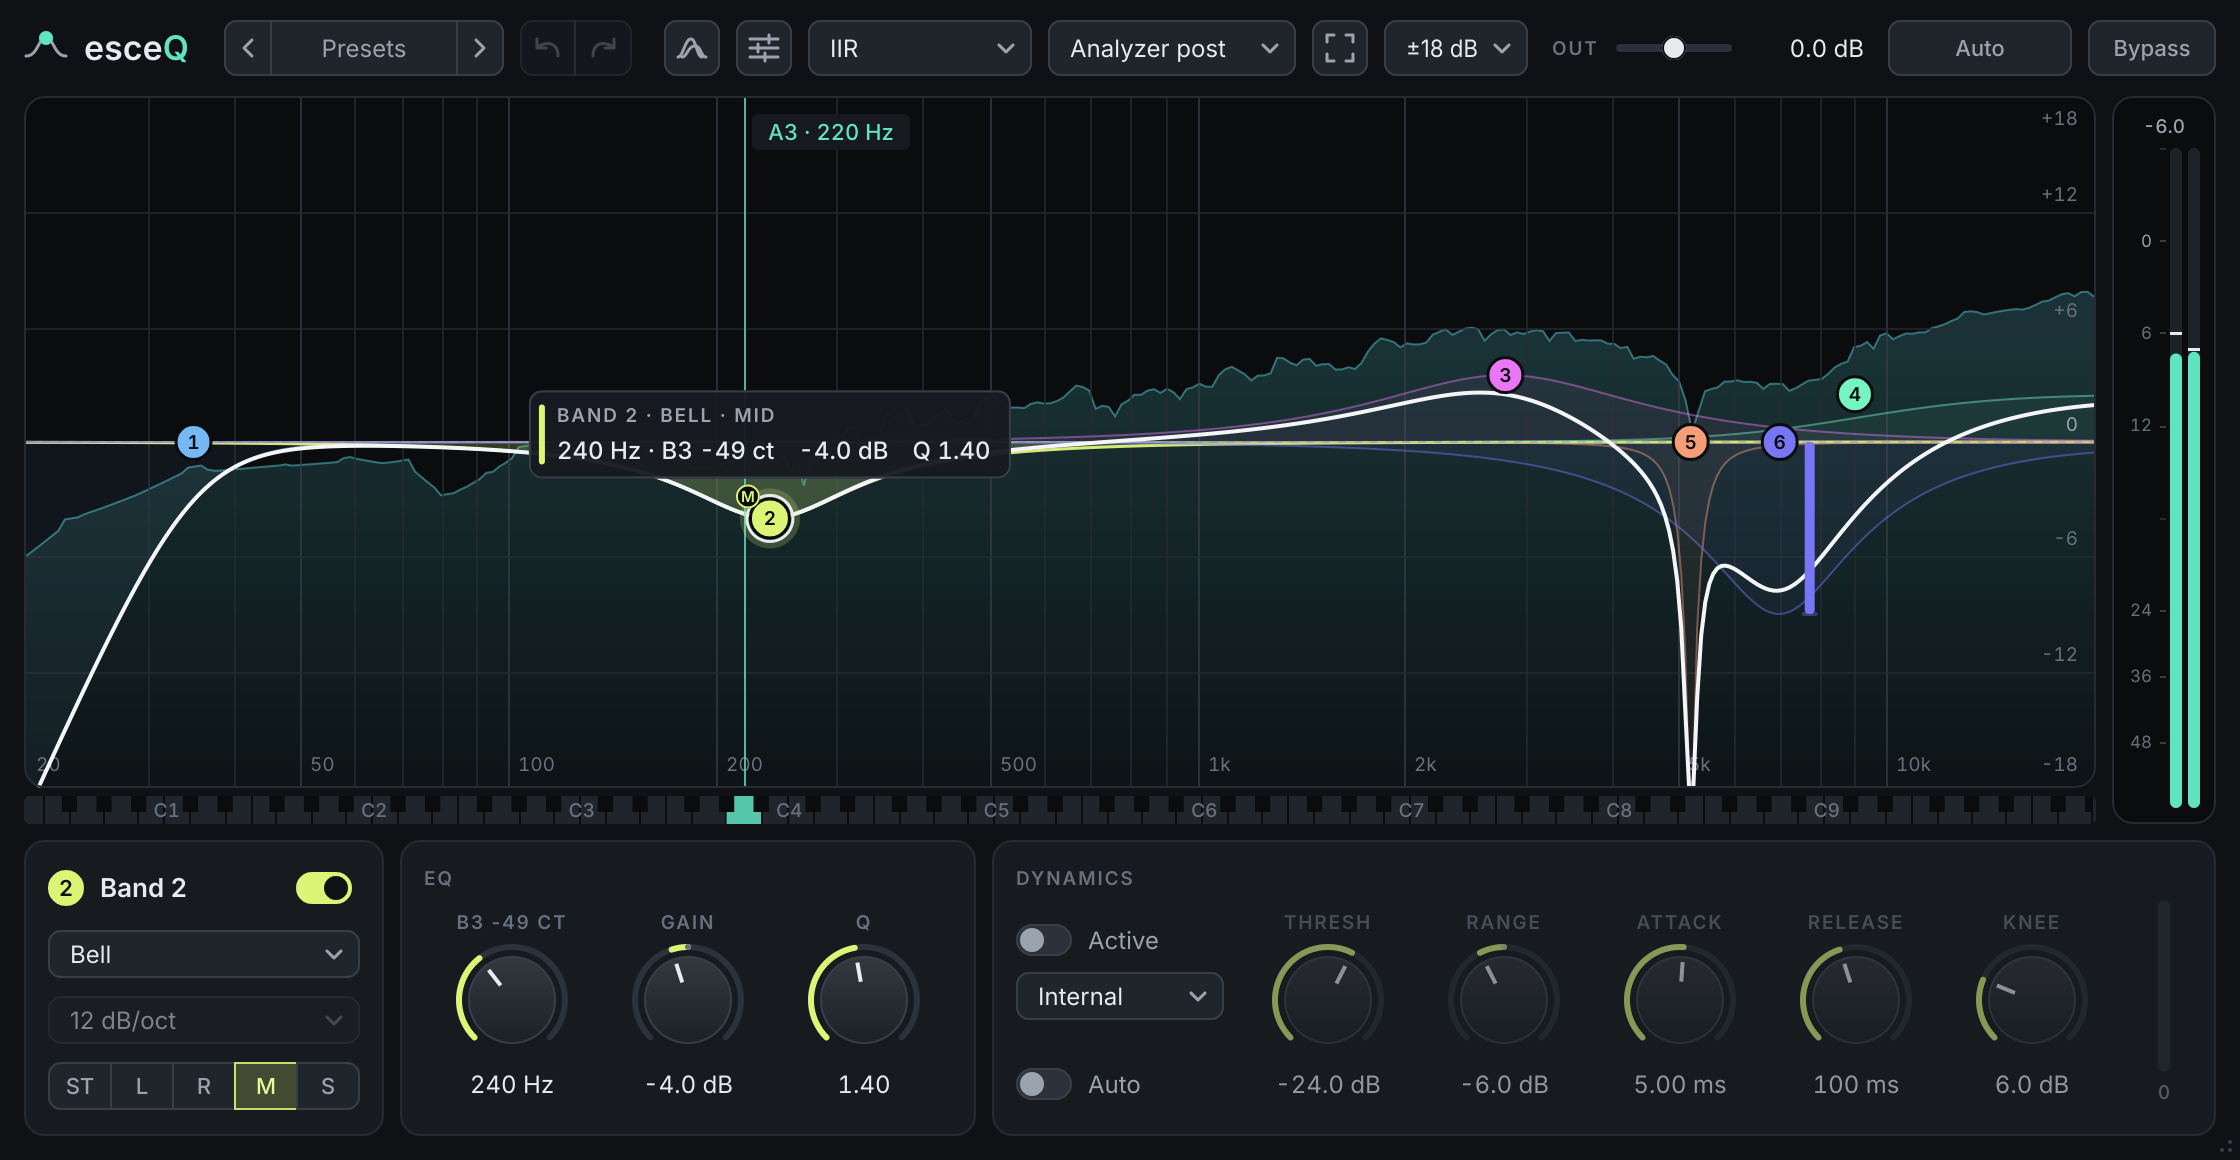 esceQ
Presets
IIR
Analyzer post
±18 dB
OUT
0.0 dB
Auto
Bypass
A3 · 220 Hz
+18
+12
+6
0
-6
-12
-18
BAND 2 · BELL · MID
240 Hz · B3 -49 ct -4.0 dB Q 1.40
1
M
2
3
4
5
6
20
50
100
200
500
1k
2k
5k
10k
C1
C2
C3
C4
C5
C6
C7
C8
C9
-6.0
0
6
12
24
36
48
2
Band 2
Bell
12 dB/oct
ST
L
R
M
S
EQ
B3 -49 CT
GAIN
Q
240 Hz
-4.0 dB
1.40
DYNAMICS
Active
Internal
Auto
THRESH
RANGE
ATTACK
RELEASE
KNEE
-24.0 dB
-6.0 dB
5.00 ms
100 ms
6.0 dB
0